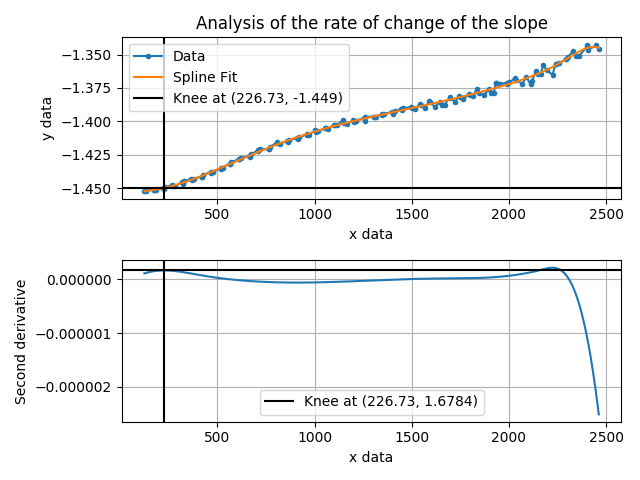 Analysis of the rate of change of the slope
Data
Spline Fit
Knee at (226.73, -1.449)
−1.350
−1.375
−1.400
−1.425
−1.450
y data
500
1000
1500
2000
2500
x data
0.000000
−0.000001
−0.000002
Second derivative
Knee at (226.73, 1.6784)
500
1000
1500
2000
2500
x data